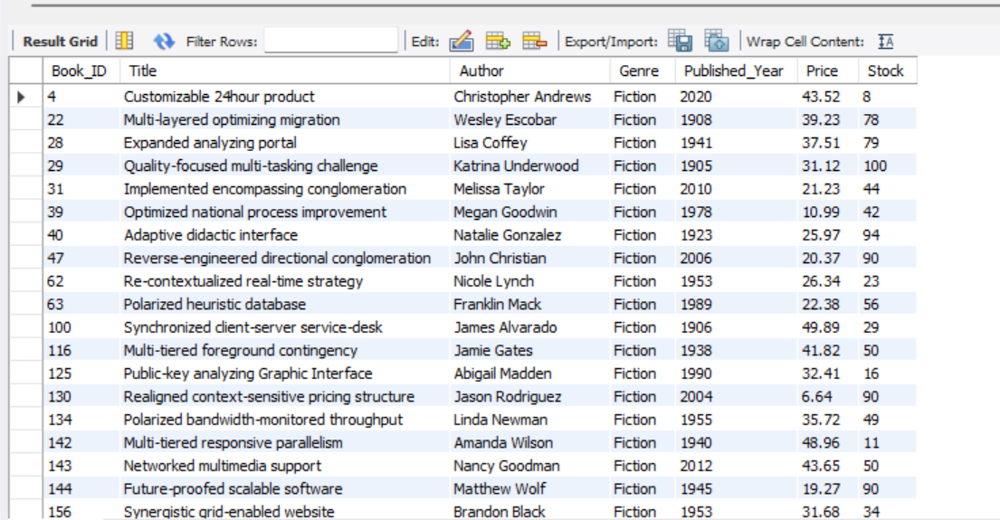 Result Grid Filter Rows: Edit: Export/Import: Wrap Cell Content: IA
Book_ID Title Author Genre Published_Year Price Stock
4 Customizable 24hour product Christopher Andrews Fiction 2020 43.52 8
22 Multi-layered optimizing migration Wesley Escobar Fiction 1908 39.23 78
28 Expanded analyzing portal Lisa Coffey Fiction 1941 37.51 79
29 Quality-focused multi-tasking challenge Katrina Underwood Fiction 1905 31.12 100
31 Implemented encompassing conglomeration Melissa Taylor Fiction 2010 21.23 44
39 Optimized national process improvement Megan Goodwin Fiction 1978 10.99 42
40 Adaptive didactic interface Natalie Gonzalez Fiction 1923 25.97 94
47 Reverse-engineered directional conglomeration John Christian Fiction 2006 20.37 90
62 Re-contextualized real-time strategy Nicole Lynch Fiction 1953 26.34 23
63 Polarized heuristic database Franklin Mack Fiction 1989 22.38 56
100 Synchronized client-server service-desk James Alvarado Fiction 1906 49.89 29
116 Multi-tiered foreground contingency Jamie Gates Fiction 1938 41.82 50
125 Public-key analyzing Graphic Interface Abigail Madden Fiction 1990 32.41 16
130 Realigned context-sensitive pricing structure Jason Rodriguez Fiction 2004 6.64 90
134 Polarized bandwidth-monitored throughput Linda Newman Fiction 1955 35.72 49
142 Multi-tiered responsive parallelism Amanda Wilson Fiction 1940 48.96 11
143 Networked multimedia support Nancy Goodman Fiction 2012 43.65 50
144 Future-proofed scalable software Matthew Wolf Fiction 1945 19.27 90
156 Synergistic grid-enabled website Brandon Black Fiction 1953 31.68 34